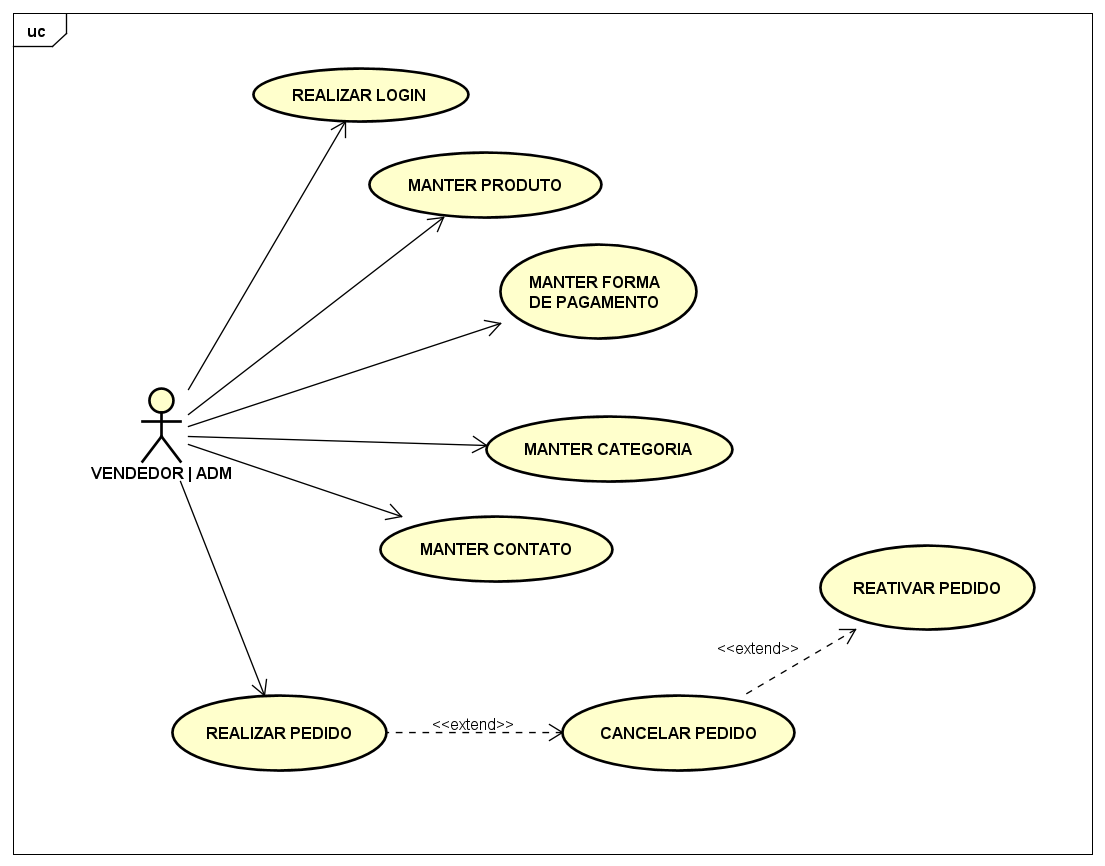 uc
REALIZAR LOGIN
MANTER PRODUTO
MANTER FORMA
DE PAGAMENTO
MANTER CATEGORIA
VENDEDOR | ADM
MANTER CONTATO
REATIVAR PEDIDO
<<extend>>
REALIZAR PEDIDO
<<extend>>
CANCELAR PEDIDO